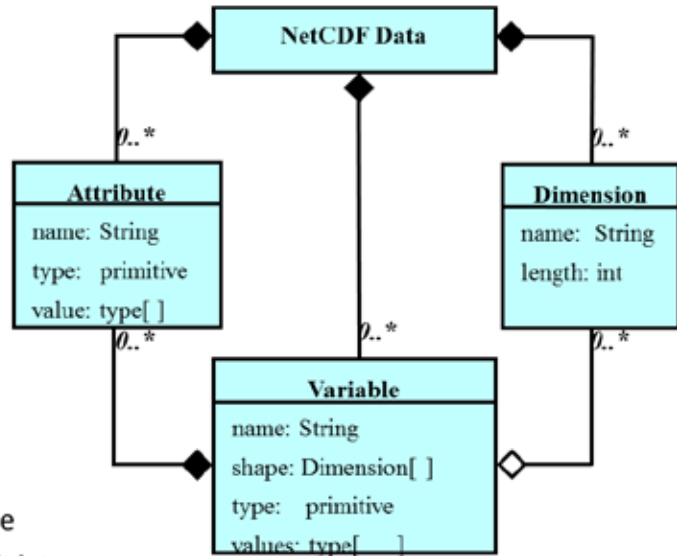 NetCDF Data
0..*
0..*
Attribute
name: String
type: primitive
value: type[ ]
Dimension
name: String
length: int
0..*
0..*
0..*
Variable
name: String
shape: Dimension[ ]
type: primitive
values: type[ ]
e